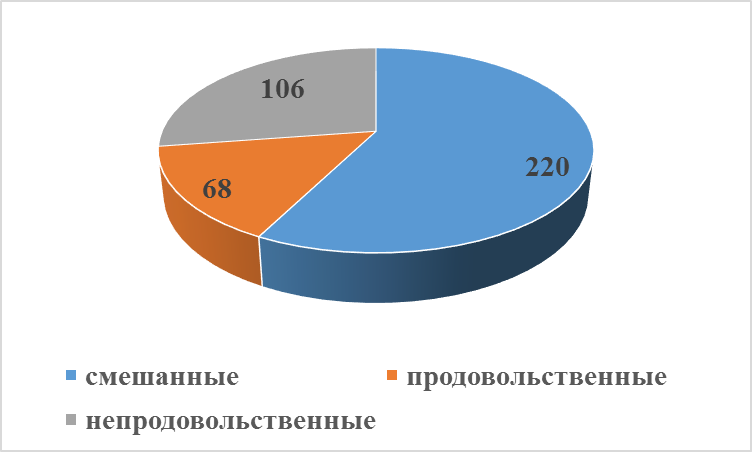 106
220
68
смешанные
продовольственные
непродовольственные